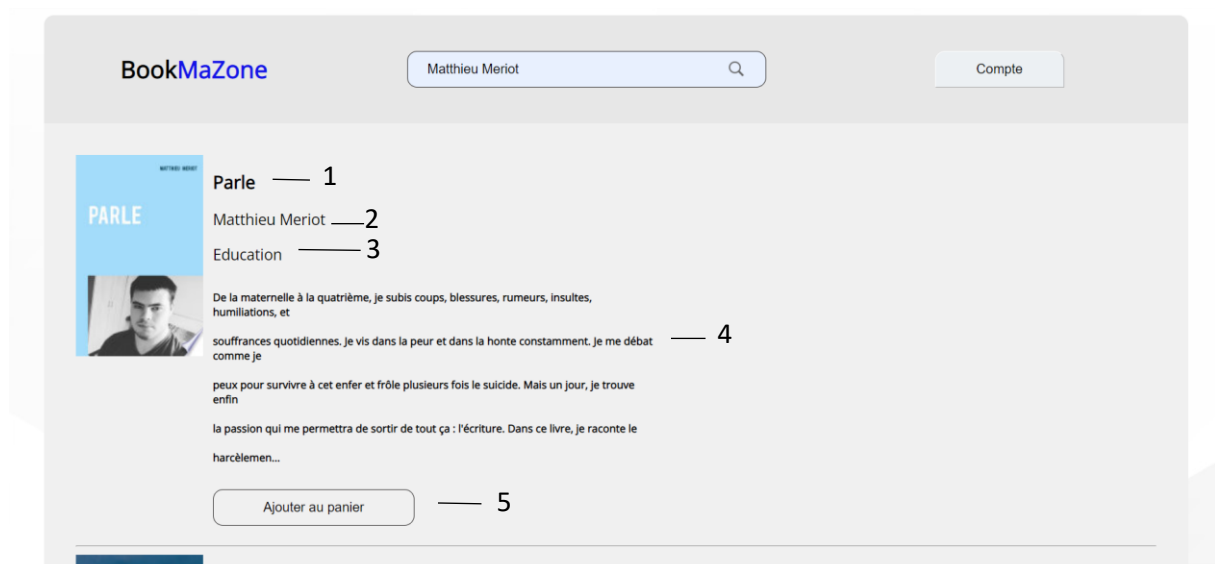 BookMaZone
Matthieu Meriot
Compte
MATTHIEU MERIOT
PARLE
Parle 1
Matthieu Meriot 2
Education 3
De la maternelle à la quatrième, je subis coups, blessures, rumeurs, insultes,
humiliations, et
souffrances quotidiennes. Je vis dans la peur et dans la honte constamment. Je me débat 4
comme je
peux pour survivre à cet enfer et frôle plusieurs fois le suicide. Mais un jour, je trouve
enfin
la passion qui me permettra de sortir de tout ça : l'écriture. Dans ce livre, je raconte le
harcèlemen...
Ajouter au panier 5